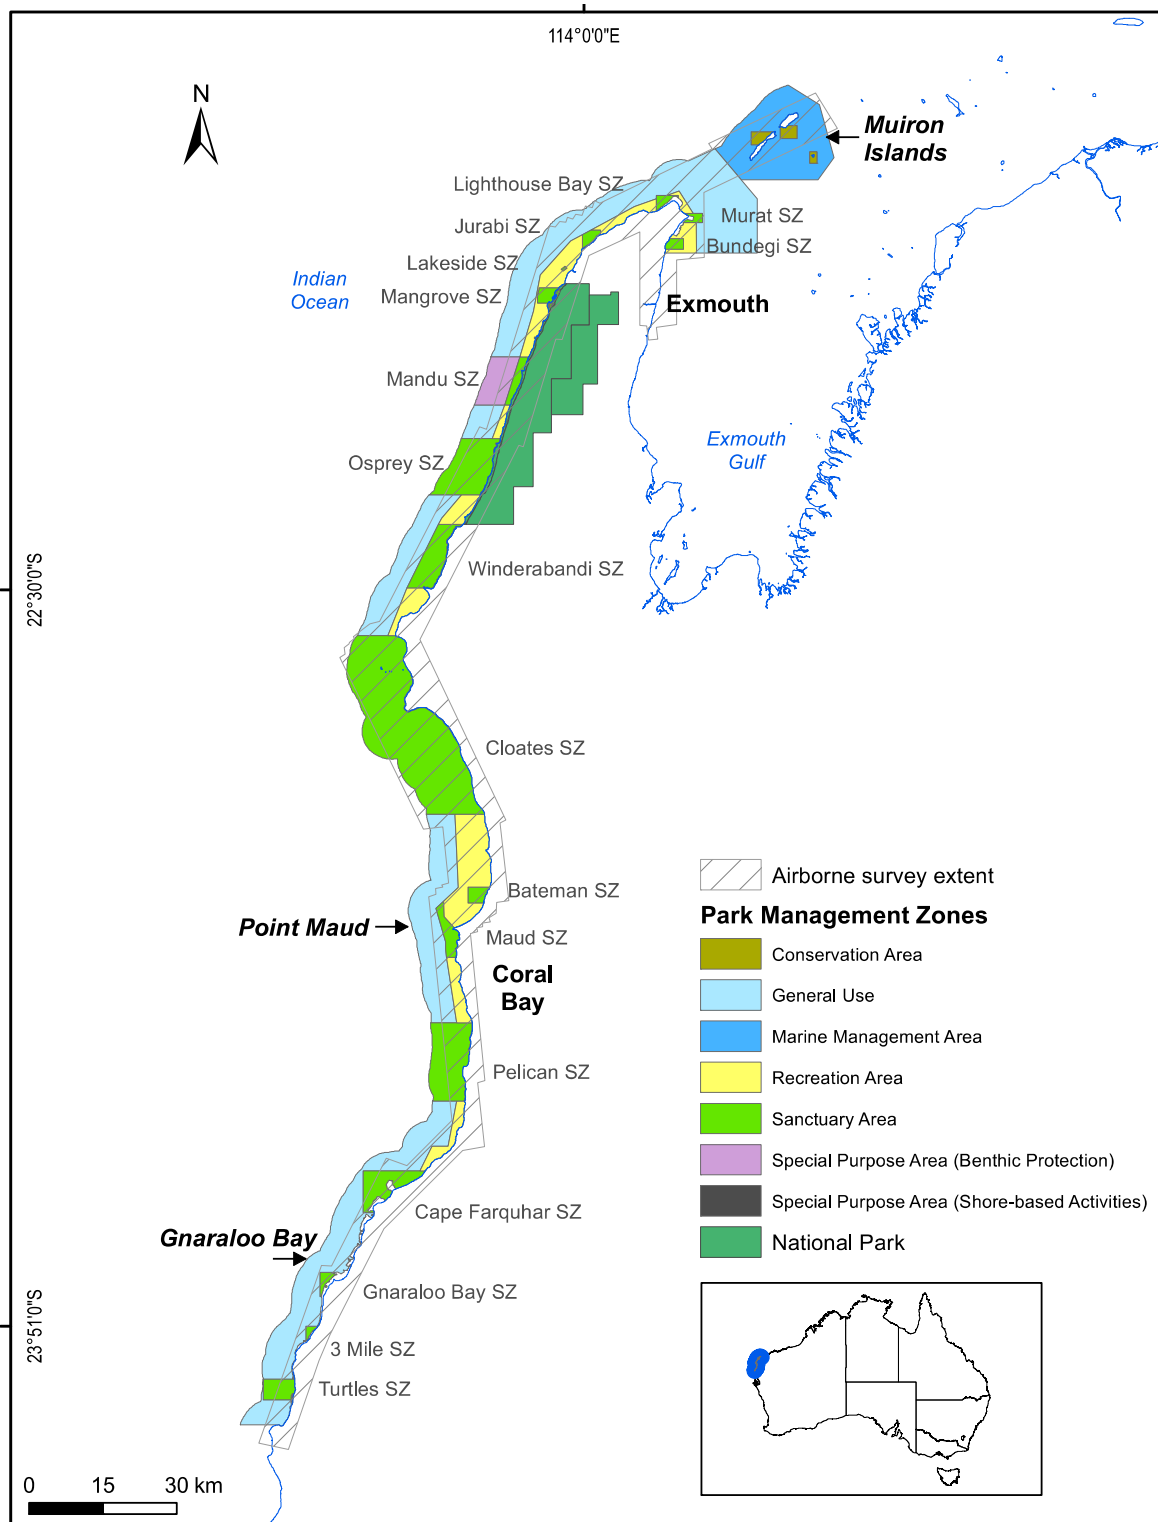 114°0'0"E
N
Muiron
Islands
Lighthouse Bay SZ
Murat SZ
Jurabi SZ
Bundegi SZ
Lakeside SZ
Indian
Ocean
Mangrove SZ
Exmouth
Mandu SZ
Exmouth
Gulf
Osprey SZ
Winderabandi SZ
22°30'0"S
Cloates SZ
Airborne survey extent
Bateman SZ
Park Management Zones
Point Maud
Maud SZ
Conservation Area
Coral
Bay
General Use
Marine Management Area
Pelican SZ
Recreation Area
Sanctuary Area
Special Purpose Area (Benthic Protection)
Special Purpose Area (Shore-based Activities)
Cape Farquhar SZ
Gnaraloo Bay
National Park
Gnaraloo Bay SZ
23°51'0"S
3 Mile SZ
Turtles SZ
0 15 30 km